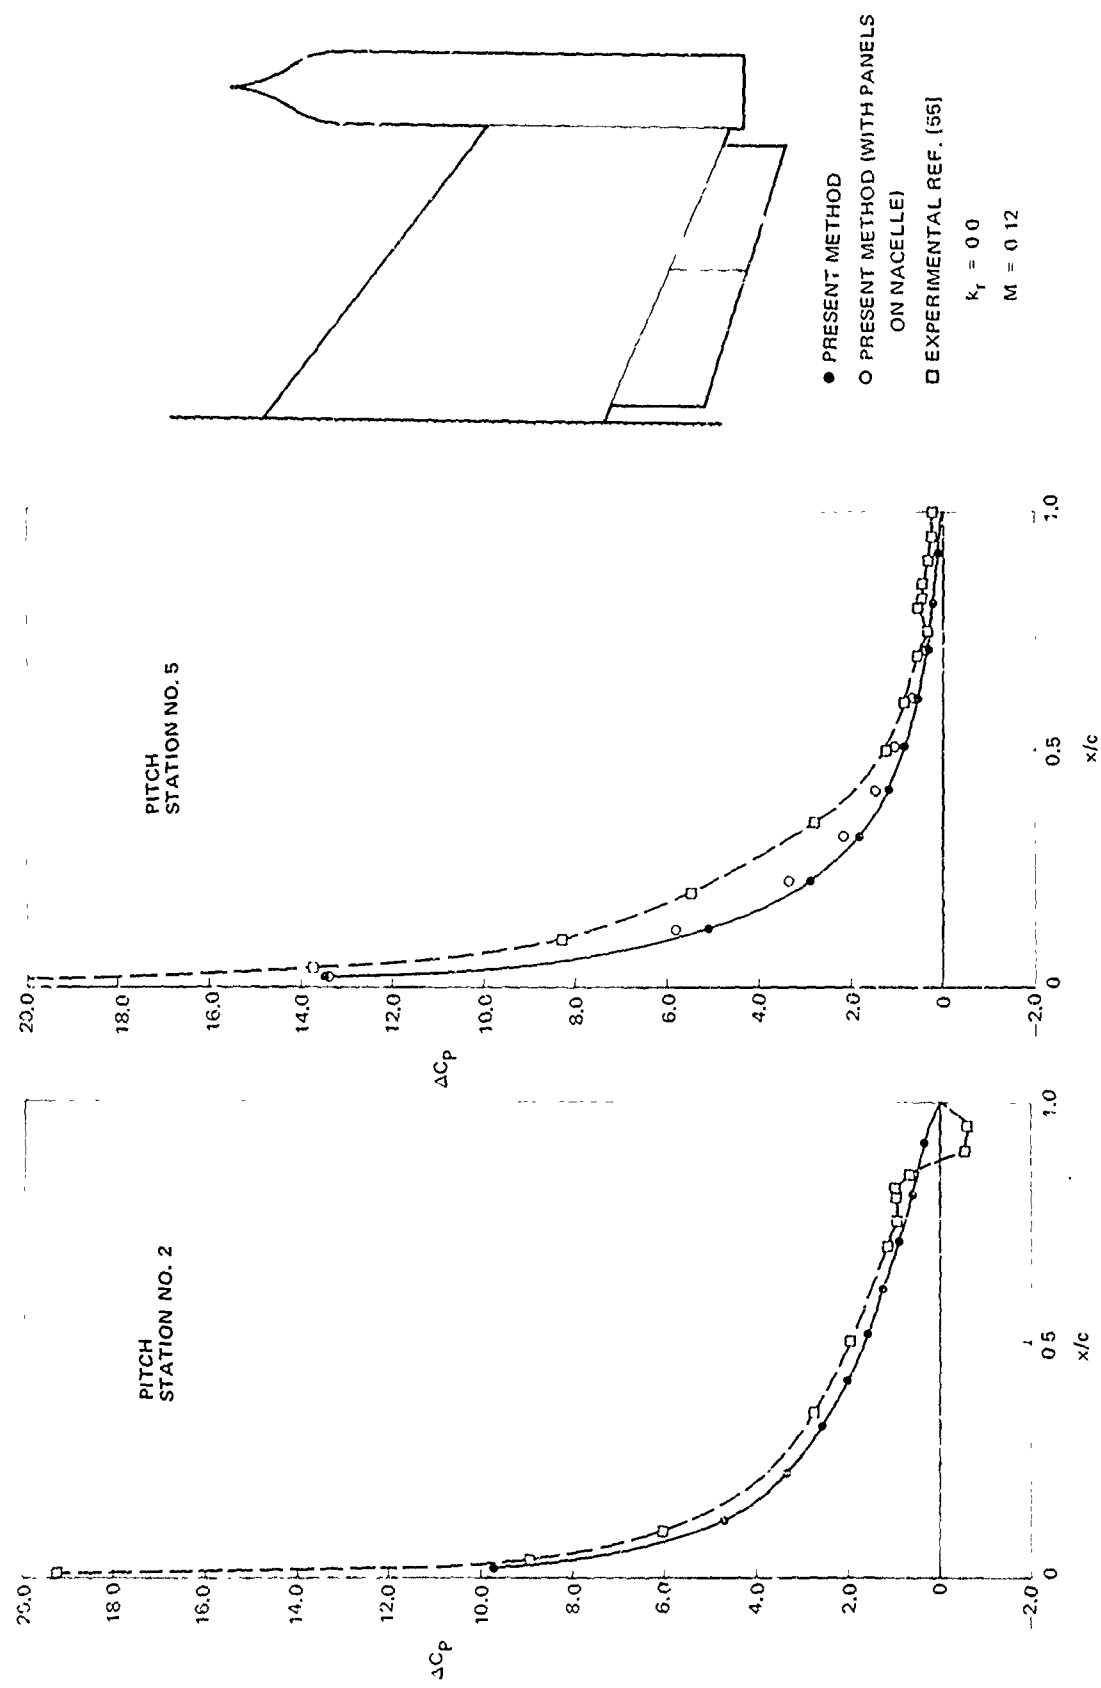 PITCH
STATION NO. 2
ΔCp
20.0
18.0
16.0
14.0
12.0
10.0
8.0
6.0
4.0
2.0
0
-2.0
0
0.5
1.0
x/c
PITCH
STATION NO. 5
ΔCp
20.0
18.0
16.0
14.0
12.0
10.0
8.0
6.0
4.0
2.0
0
-2.0
0
0.5
1.0
x/c
● PRESENT METHOD
○ PRESENT METHOD (WITH PANELS
ON NACELLE)
□ EXPERIMENTAL REF. [55]
kr = 0 0
M = 0 12